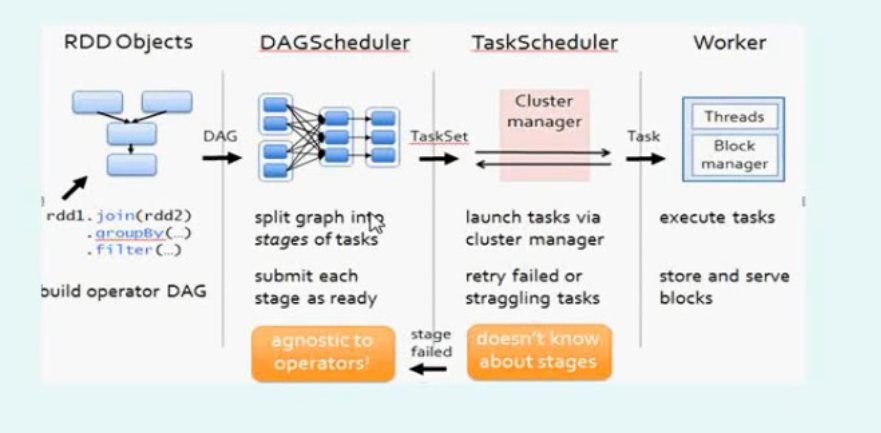 RDD Objects
DAGScheduler
TaskScheduler
Worker
DAG
TaskSet
Cluster
manager
Task
Threads
Block
manager
rdd1.join(rdd2)
.groupBy(…)
.filter(…)
build operator DAG
split graph into
stages of tasks
submit each
stage as ready
launch tasks via
cluster manager
retry failed or
straggling tasks
execute tasks
store and serve
blocks
agnostic to
operators!
stage
failed
doesn't know
about stages